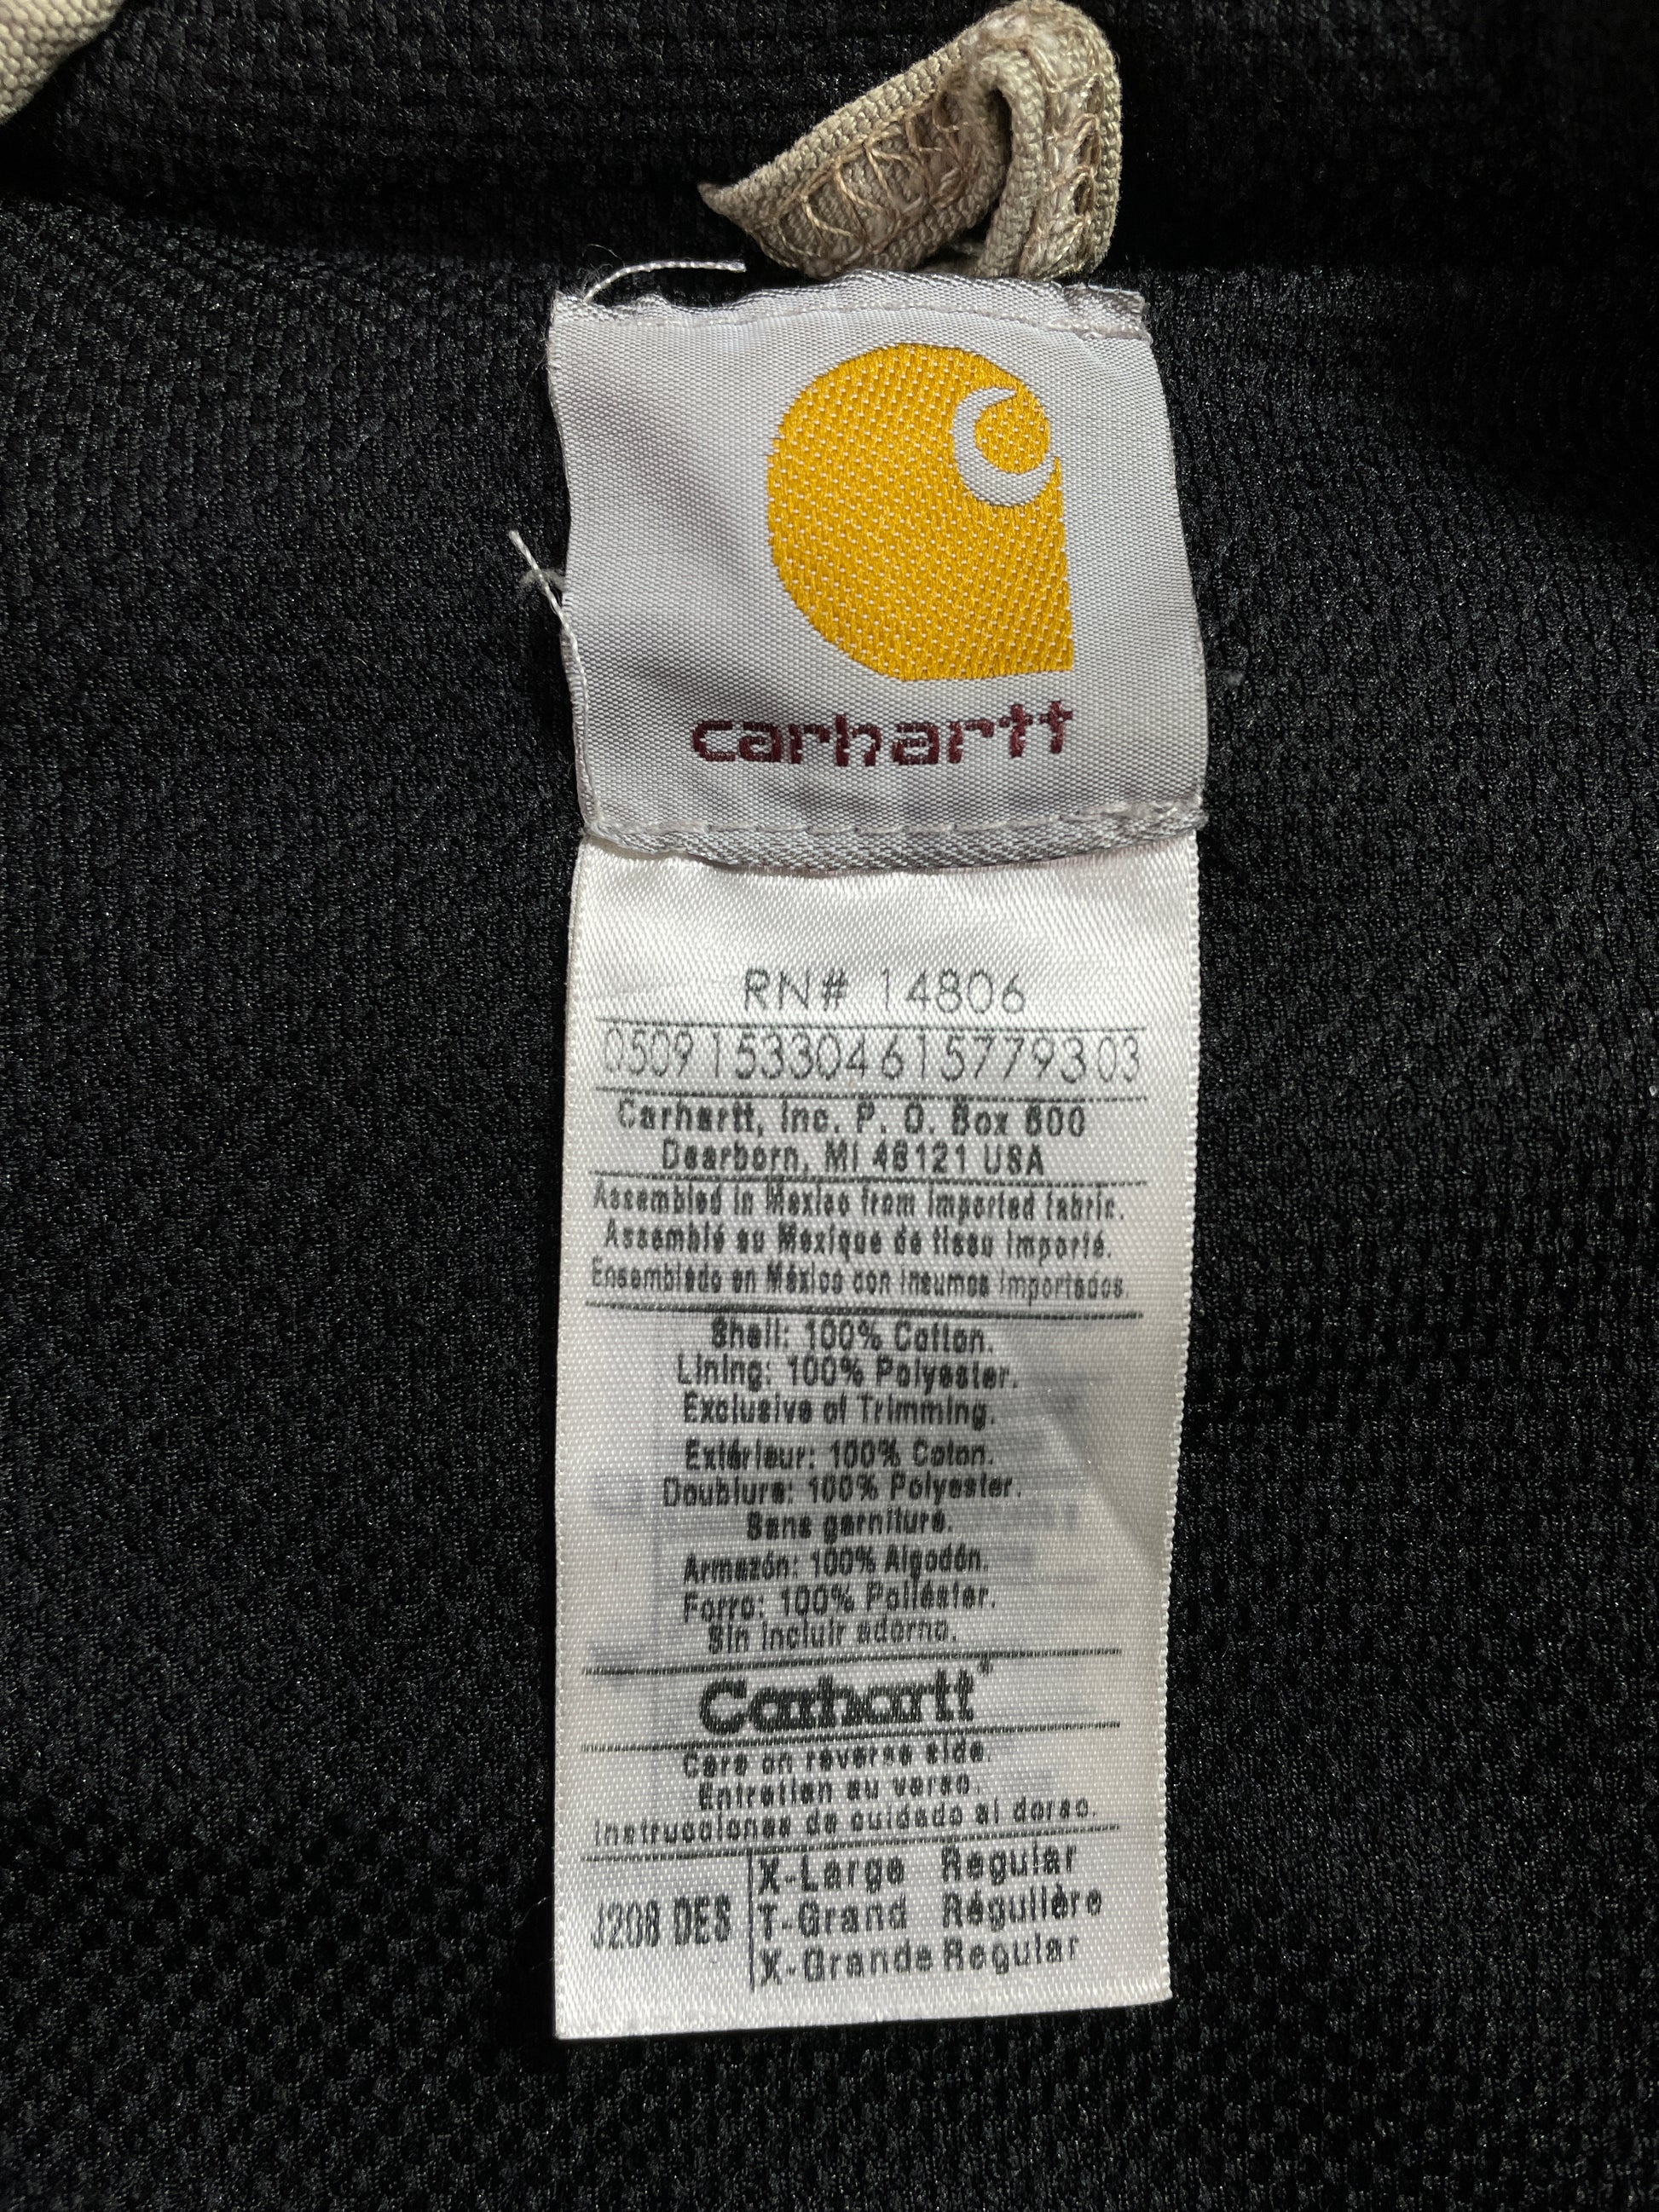 carhartt
RN# 14806
0509153304615779303
Carhartt, Inc. P. O. Box 600
Dearborn, MI 48121 USA
Assembled in Mexico from imported fabric.
Assemblé au Mexique de tissu importé.
Ensamblado en México con insumos importados.
Shell: 100% Cotton.
Lining: 100% Polyester.
Exclusive of Trimming.
Extérieur: 100% Coton.
Doublure: 100% Polyester.
Sans garniture.
Armazón: 100% Algodón.
Forro: 100% Poliéster.
Sin incluir adorno.
Carhartt®
Care on reverse side.
Entretien au verso.
Instrucciones de cuidado al dorso.
J208 DES
X-Large Regular
T-Grand Régulière
X-Grande Regular